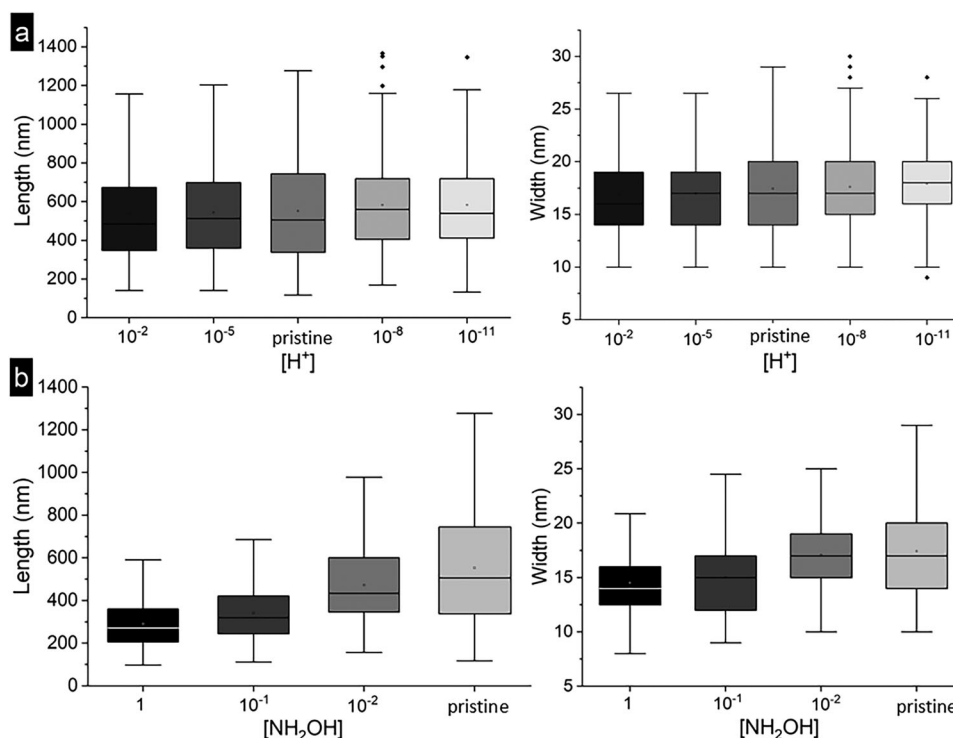 a
Length (nm)
1400
1200
1000
800
600
400
200
0
10⁻² 10⁻⁵ pristine 10⁻⁸ 10⁻¹¹
[H⁺]
Width (nm)
30
25
20
15
10
5
10⁻² 10⁻⁵ pristine 10⁻⁸ 10⁻¹¹
[H⁺]
b
Length (nm)
1400
1200
1000
800
600
400
200
0
1 10⁻¹ 10⁻² pristine
[NH₂OH]
Width (nm)
30
25
20
15
10
5
1 10⁻¹ 10⁻² pristine
[NH₂OH]